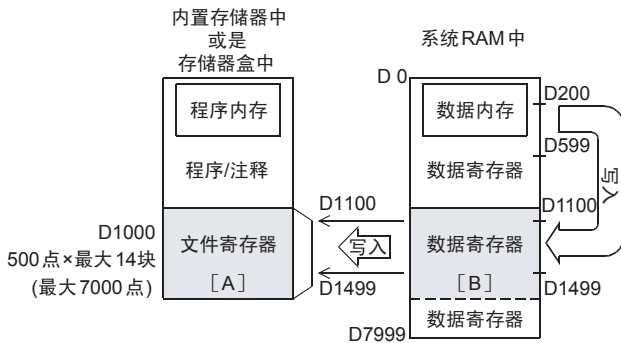 内置存储器中
或是
存储器盒中
系统RAM中
D 0
程序内存
程序/注释
D1000
500点×最大14块
(最大7000点)
文件寄存器
[A]
D1100
写入
D1499
数据内存
D200
D599
数据寄存器
写入
D1100
数据寄存器
[B]
D1499
数据寄存器
D7999